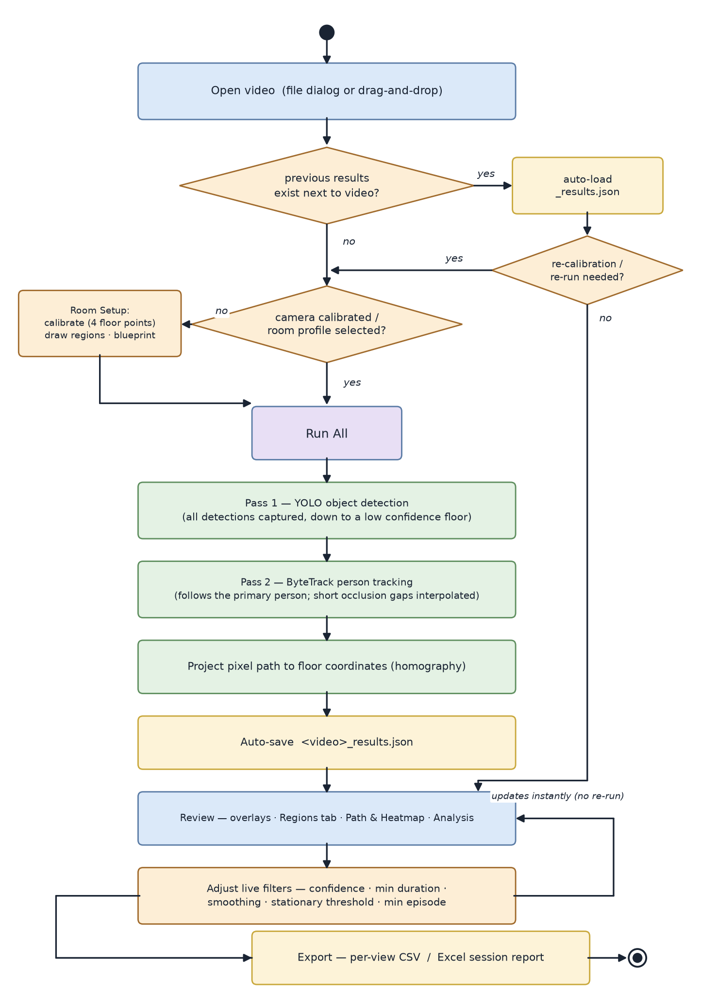 Open video  (file dialog or drag-and-drop)
previous results
exist next to video?
yes
auto-load
_results.json
no
yes
re-calibration /
re-run needed?
no
Room Setup:
calibrate (4 floor points)
draw regions · blueprint
no
camera calibrated /
room profile selected?
yes
Run All
Pass 1 — YOLO object detection
(all detections captured, down to a low confidence floor)
Pass 2 — ByteTrack person tracking
(follows the primary person; short occlusion gaps interpolated)
Project pixel path to floor coordinates (homography)
Auto-save  <video>_results.json
updates instantly (no re-run)
Review — overlays · Regions tab · Path & Heatmap · Analysis
Adjust live filters — confidence · min duration ·
smoothing · stationary threshold · min episode
Export — per-view CSV  /  Excel session report